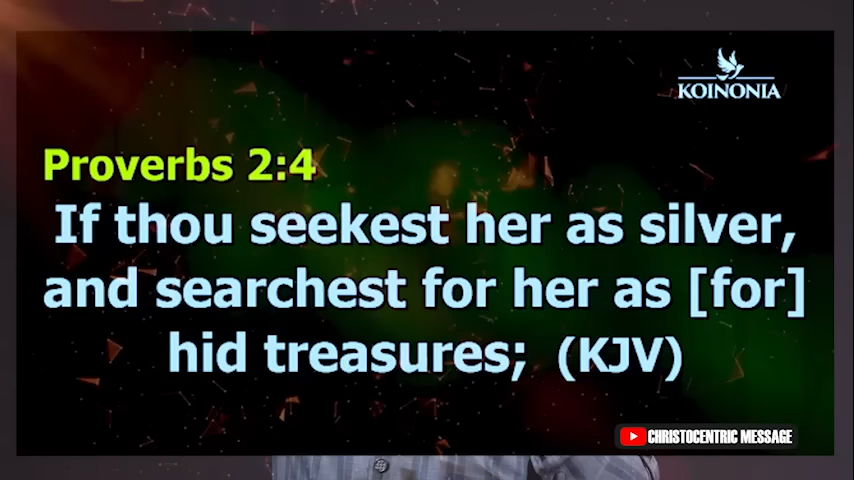 KOINONIA
Proverbs 2:4
If thou seekest her as silver,
and searchest for her as [for]
hid treasures; (KJV)
CHRISTOCENTRIC MESSAGE